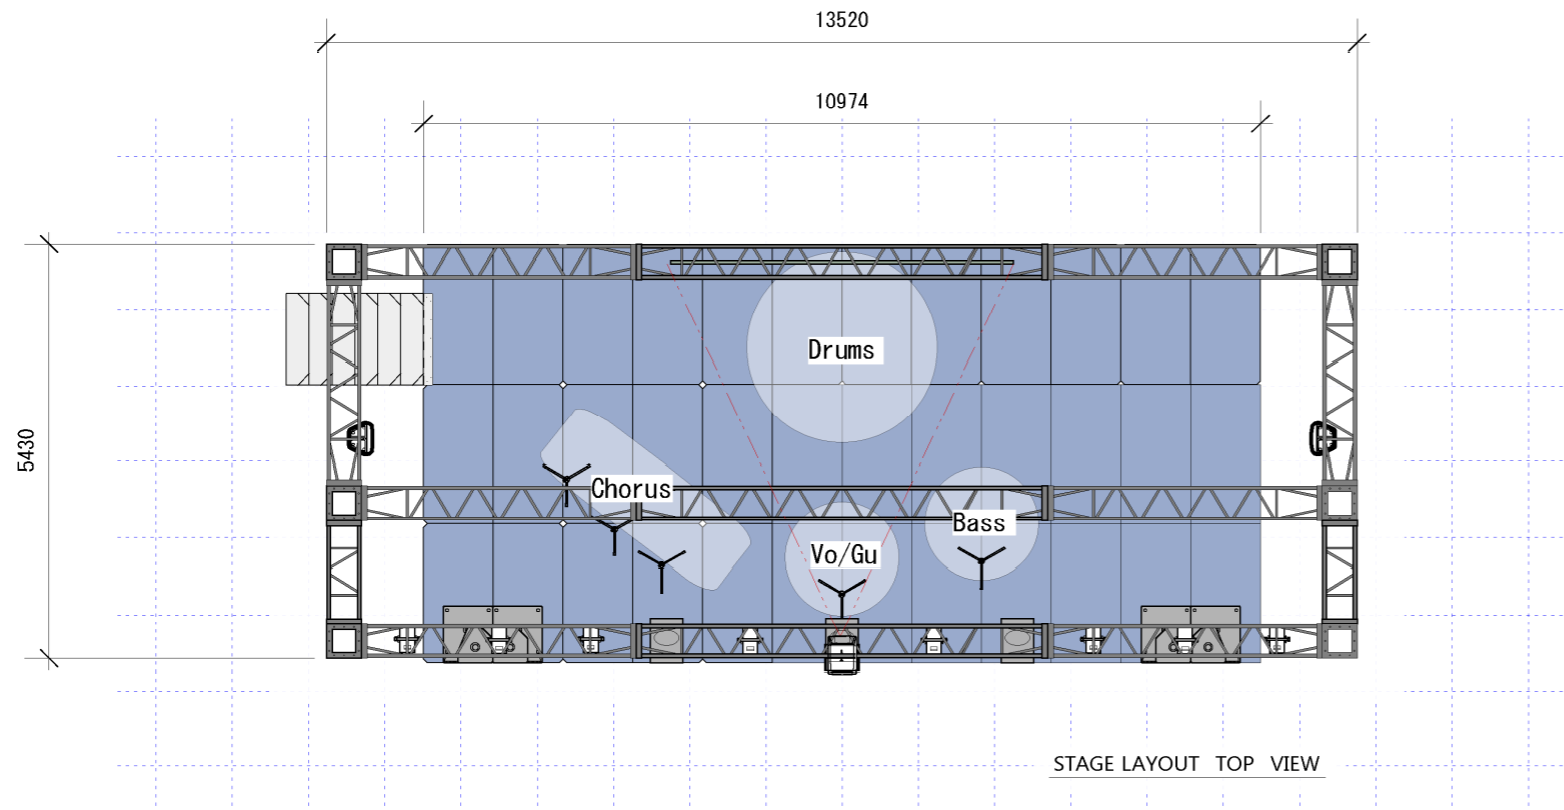 13520
10974
5430
Drums
Chorus
Bass
Vo/Gu
STAGE LAYOUT TOP VIEW